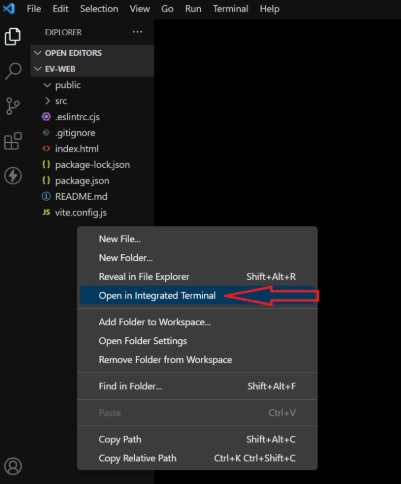 File Edit Selection View Go Run Terminal Help
EXPLORER ...
OPEN EDITORS
EV-WEB
public
src
.eslintrc.cjs
.gitignore
index.html
package-lock.json
package.json
README.md
JS vite.config.js
New File...
New Folder...
Reveal in File Explorer Shift+Alt+R
Open in Integrated Terminal
Add Folder to Workspace...
Open Folder Settings
Remove Folder from Workspace
Find in Folder... Shift+Alt+F
Paste Ctrl+V
Copy Path Shift+Alt+C
Copy Relative Path Ctrl+K Ctrl+Shift+C